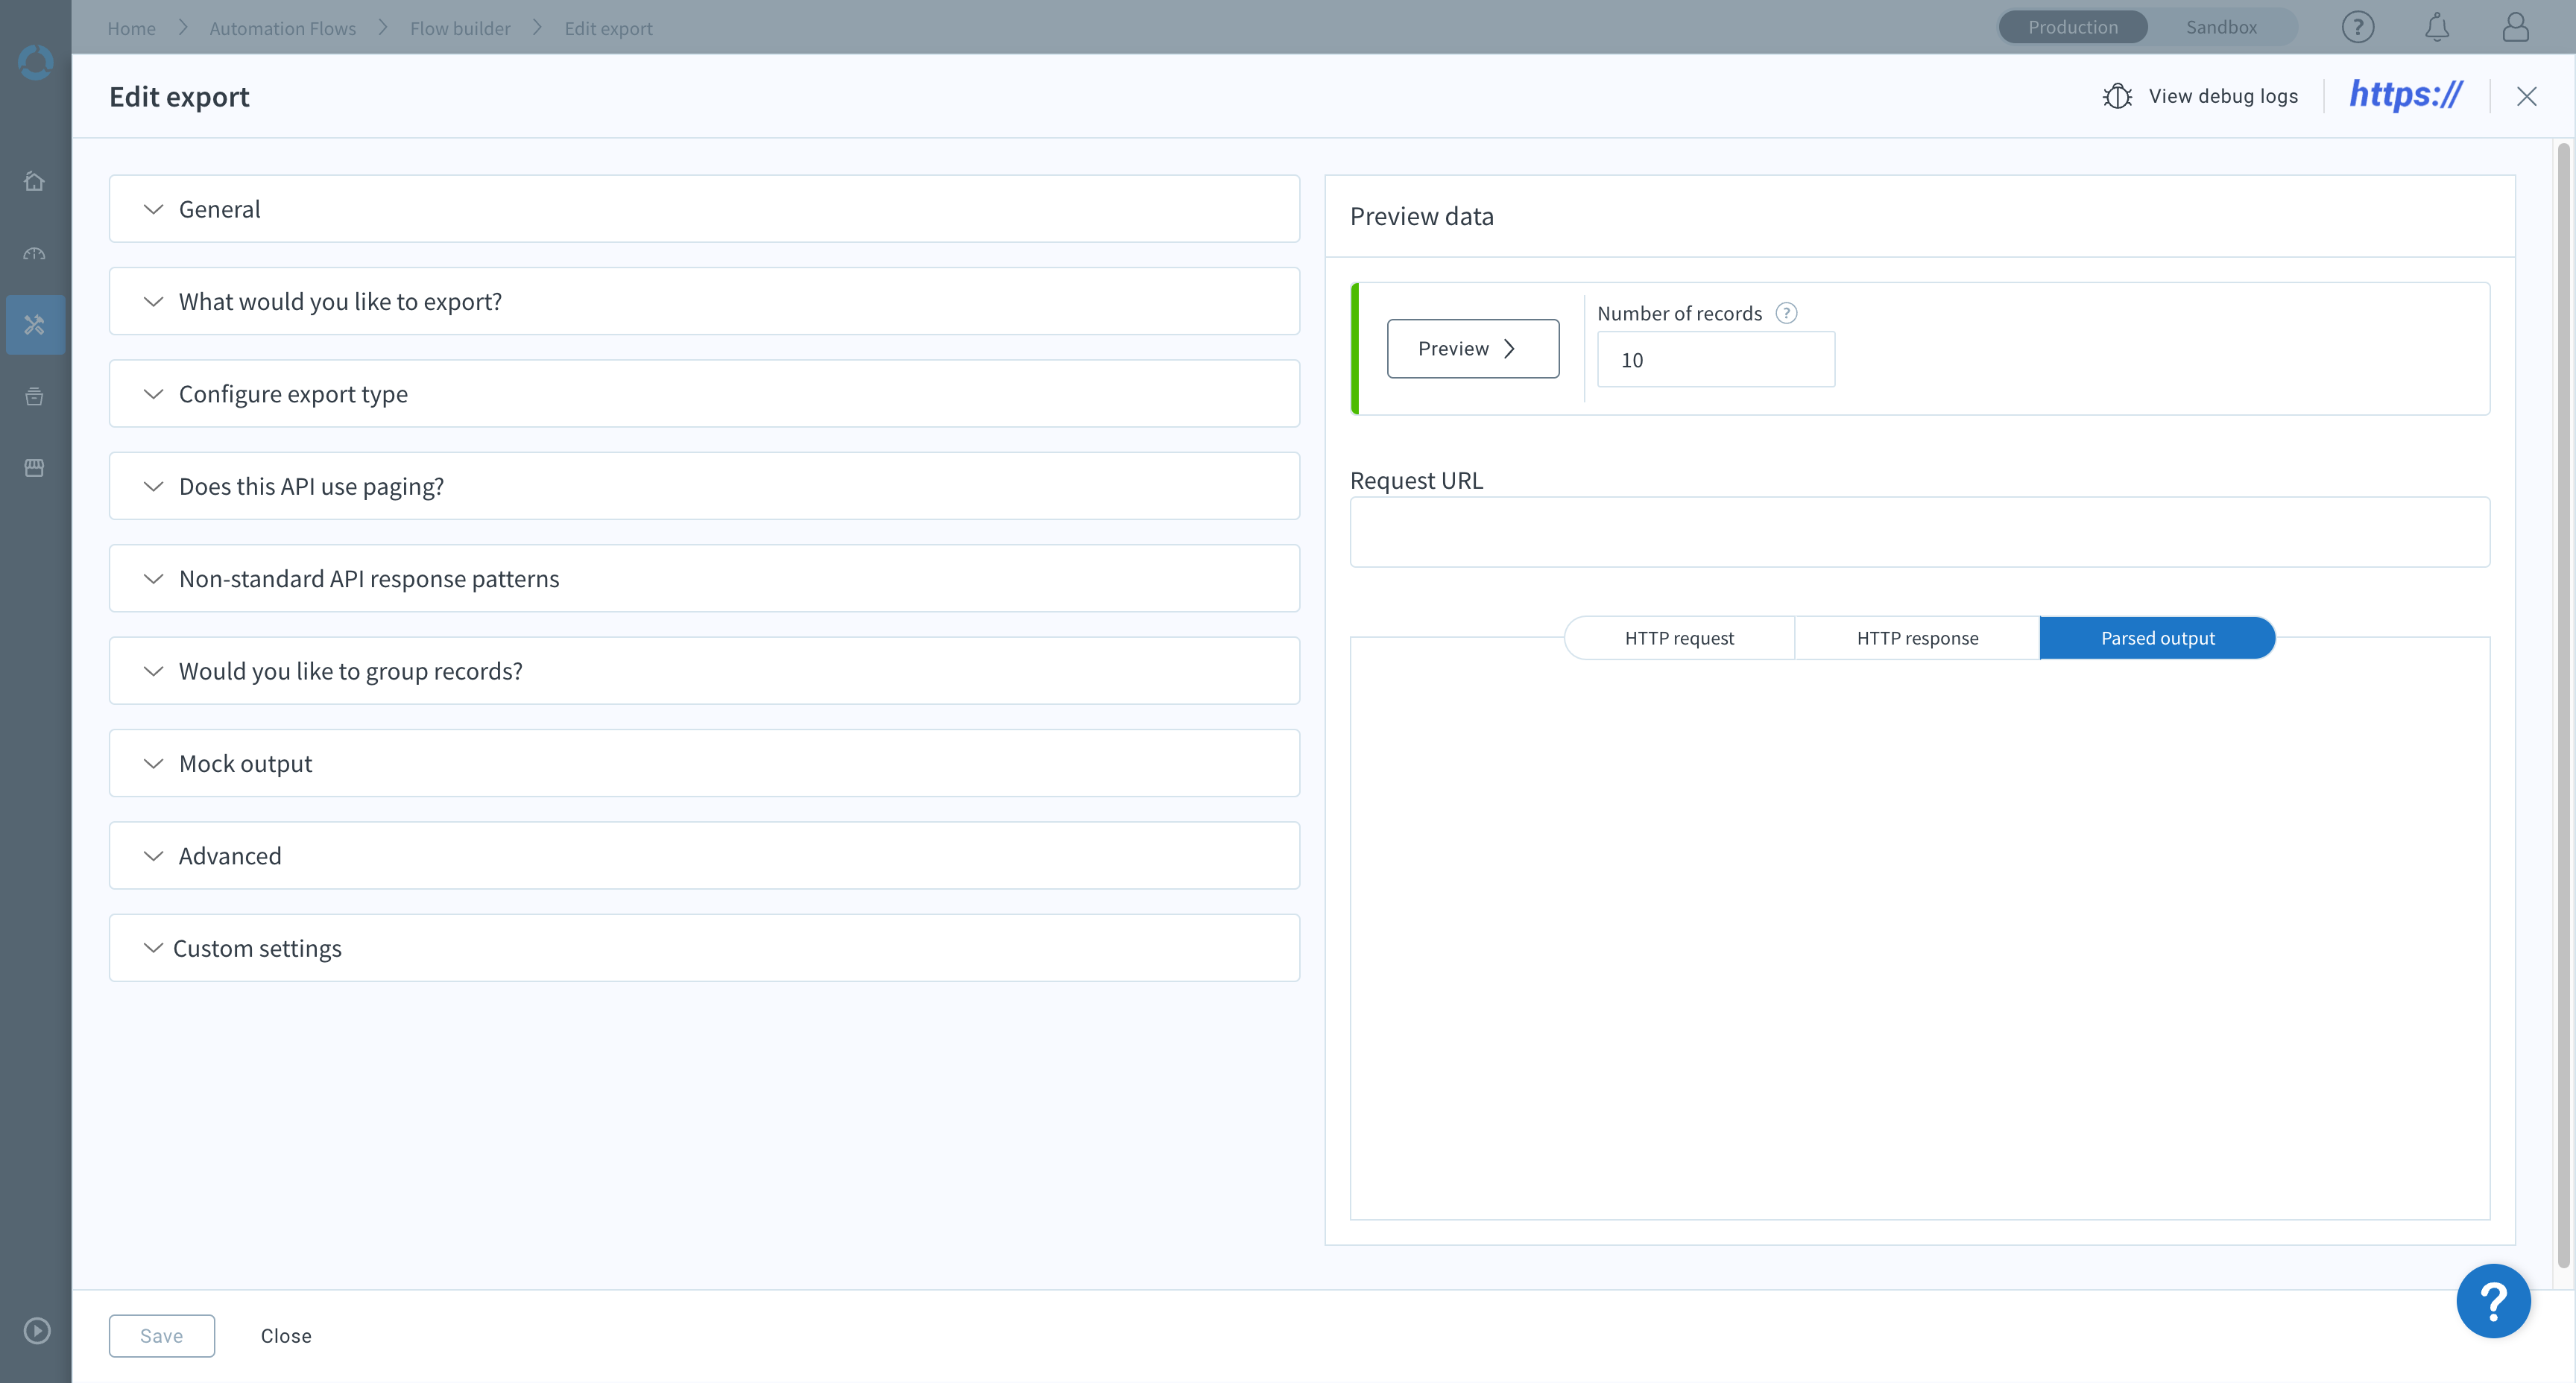 Home > Automation Flows > Flow builder > Edit export
Production Sandbox ?
Edit export
View debug logs
https://
General
What would you like to export?
Configure export type
Does this API use paging?
Non-standard API response patterns
Would you like to group records?
Mock output
Advanced
Custom settings
Preview data
Preview >
Number of records ?
10
Request URL
HTTP request HTTP response Parsed output
Save Close
?